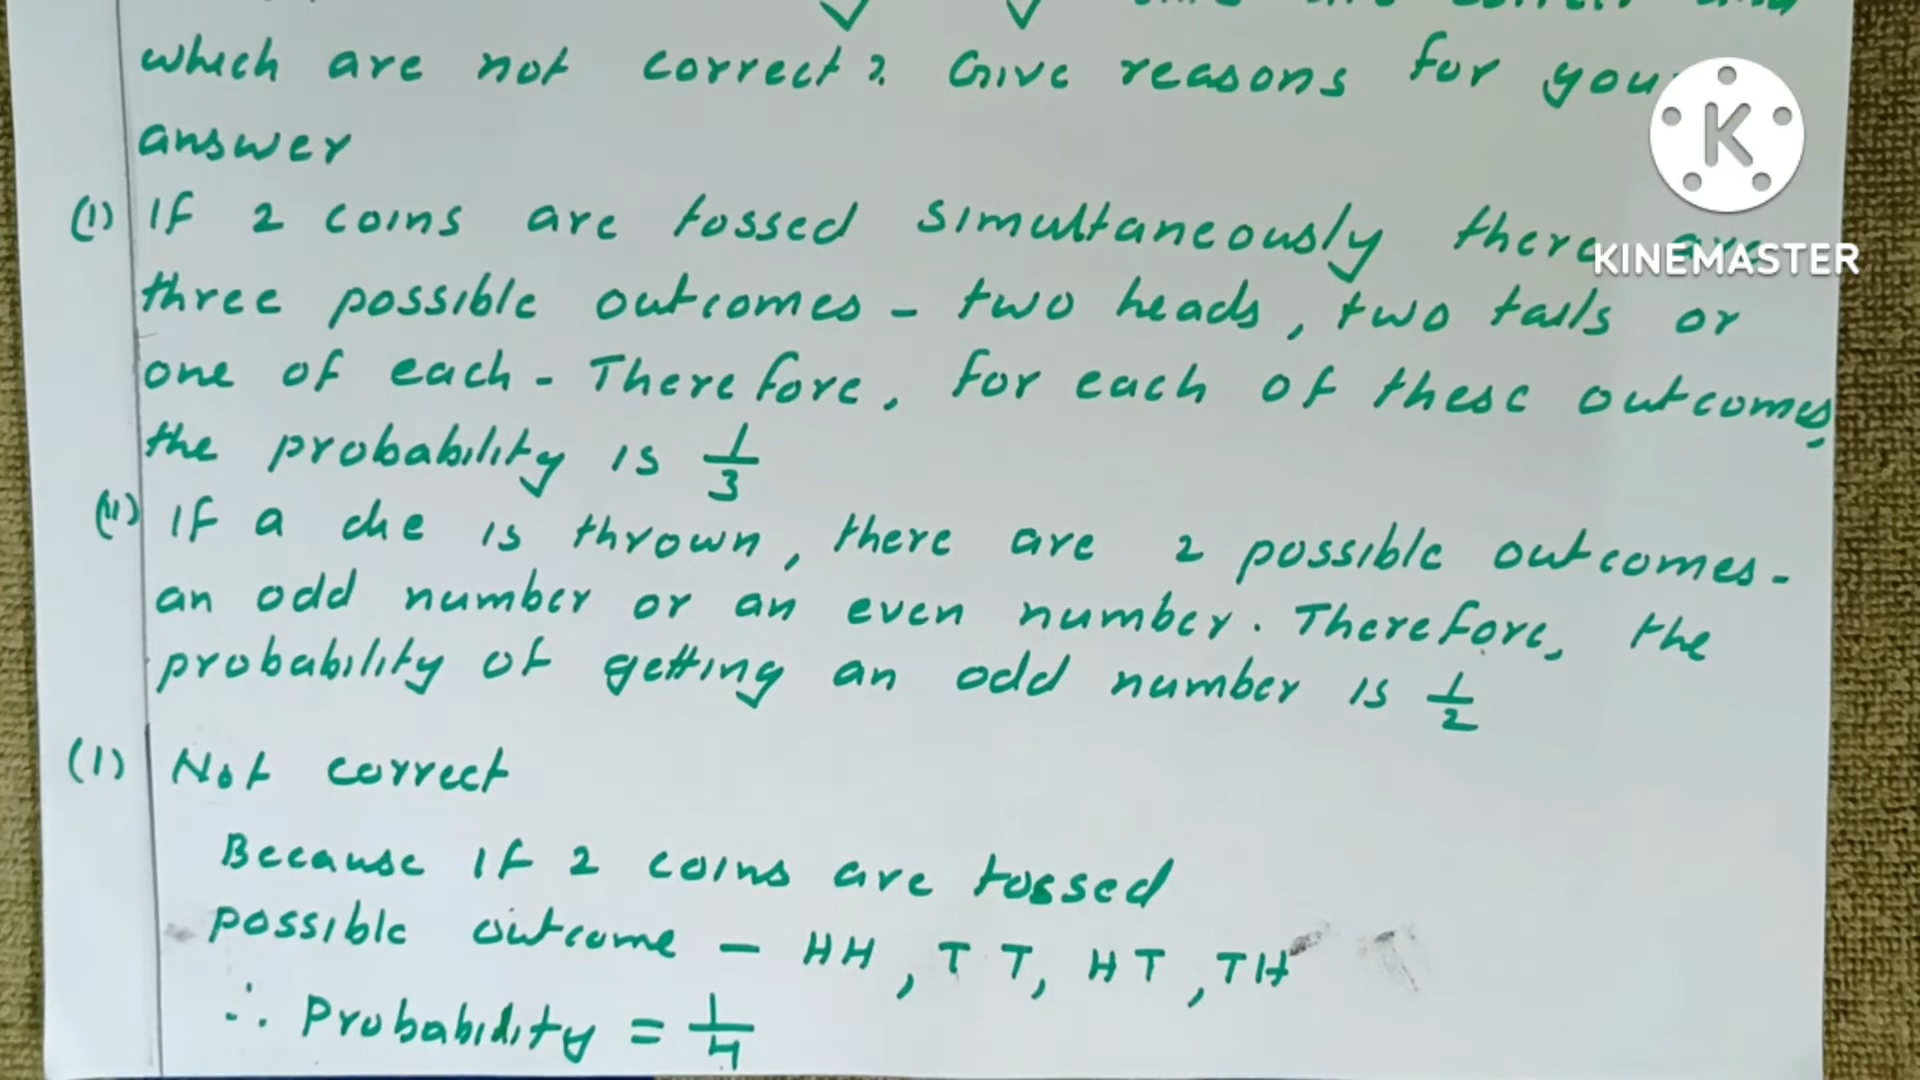 which are not correct? Give reasons for your
answer
(i) If 2 coins are tossed simultaneously there are
three possible outcomes - two heads, two tails or
one of each - Therefore, for each of these outcomes,
the probability is 1/3
(ii) If a die is thrown, there are 2 possible outcomes -
an odd number or an even number. Therefore, the
probability of getting an odd number is 1/2
(i) Not correct
Because if 2 coins are tossed
possible outcome - HH, TT, HT, TH
∴ Probability = 1/4
K
KINEMASTER